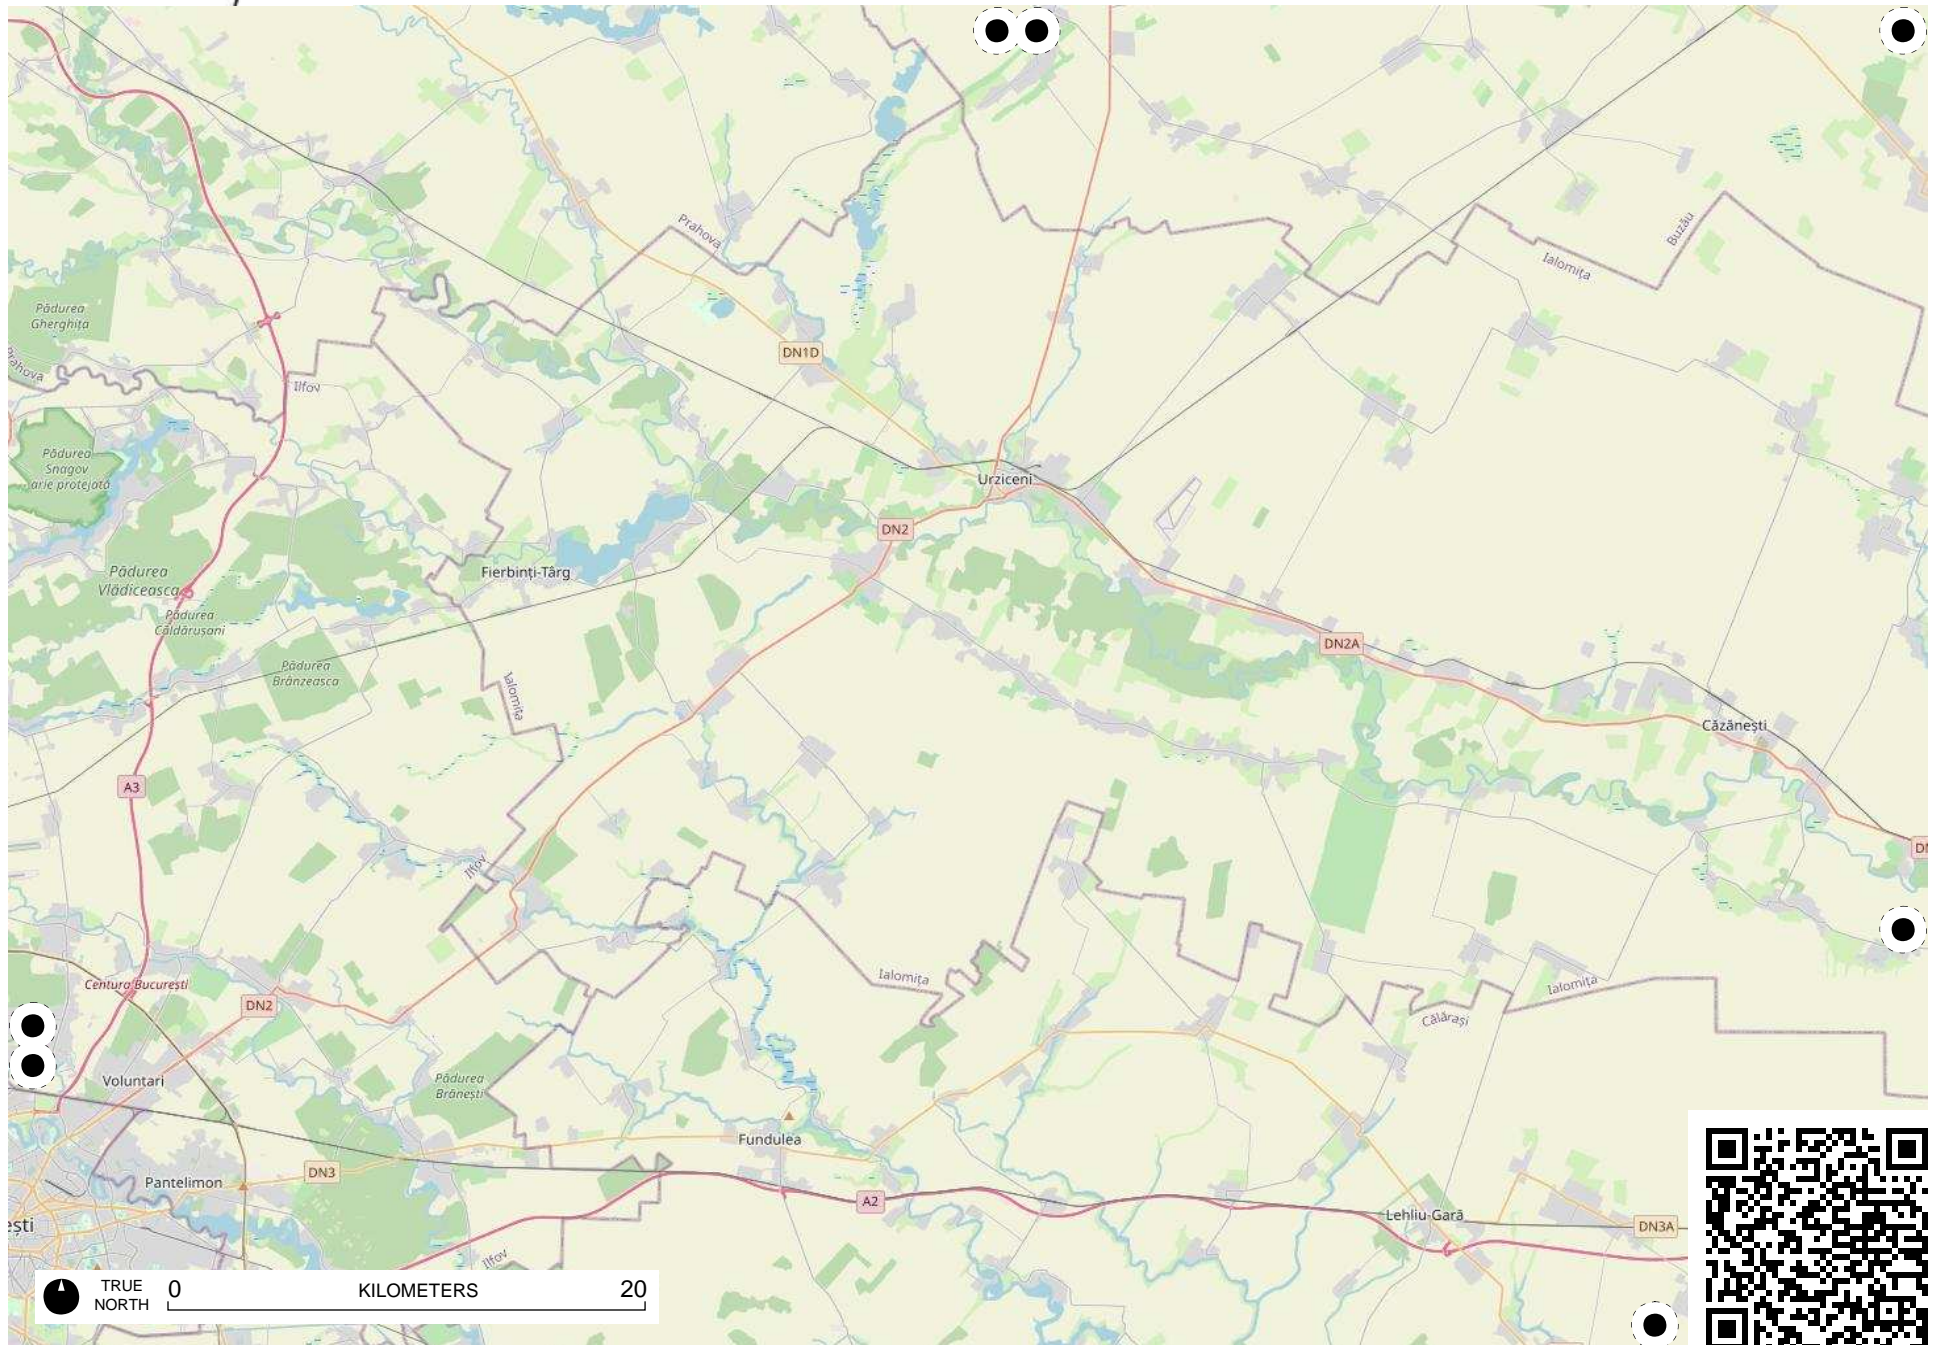 Prahova
Buzău
Ialomița
Pădurea
Gherghița
DN1D
Prahova
Ilfov
Pădurea
Snagov
arie protejată
Urziceni
DN2
Pădurea
Vlădiceasca
Fierbinți-Târg
Pădurea
Căldărușani
DN2A
Pădurea
Brânzeasca
Ialomița
Căzănești
A3
Ilfov
Ialomița
Centura București
Ialomița
DN2
Călărași
Voluntari
Pădurea
Brănești
Fundulea
DN3
Pantelimon
A2
Lehliu-Gară
DN3A
ești
Ilfov
TRUE
NORTH
0 KILOMETERS 20